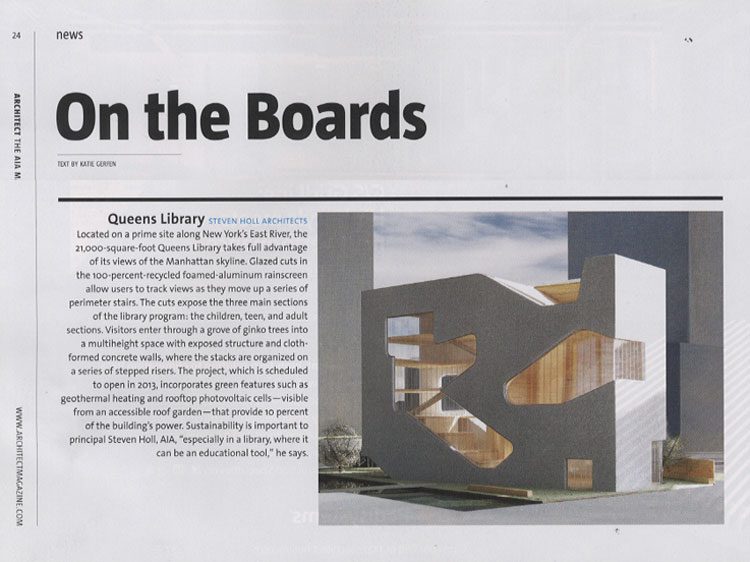 24
news
ARCHITECT THE AIA M
On the Boards
TEXT BY KATIE GERFEN
Queens Library STEVEN HOLL ARCHITECTS
Located on a prime site along New York's East River, the
21,000-square-foot Queens Library takes full advantage
of its views of the Manhattan skyline. Glazed cuts in
the 100-percent-recycled foamed-aluminum rainscreen
allow users to track views as they move up a series of
perimeter stairs. The cuts expose the three main sections
of the library program: the children, teen, and adult
sections. Visitors enter through a grove of ginko trees into
a multiheight space with exposed structure and cloth-
formed concrete walls, where the stacks are organized on
a series of stepped risers. The project, which is scheduled
to open in 2013, incorporates green features such as
geothermal heating and rooftop photovoltaic cells—visible
from an accessible roof garden—that provide 10 percent
of the building's power. Sustainability is important to
principal Steven Holl, AIA, “especially in a library, where it
can be an educational tool,” he says.
WWW.ARCHITECTMAGAZINE.COM